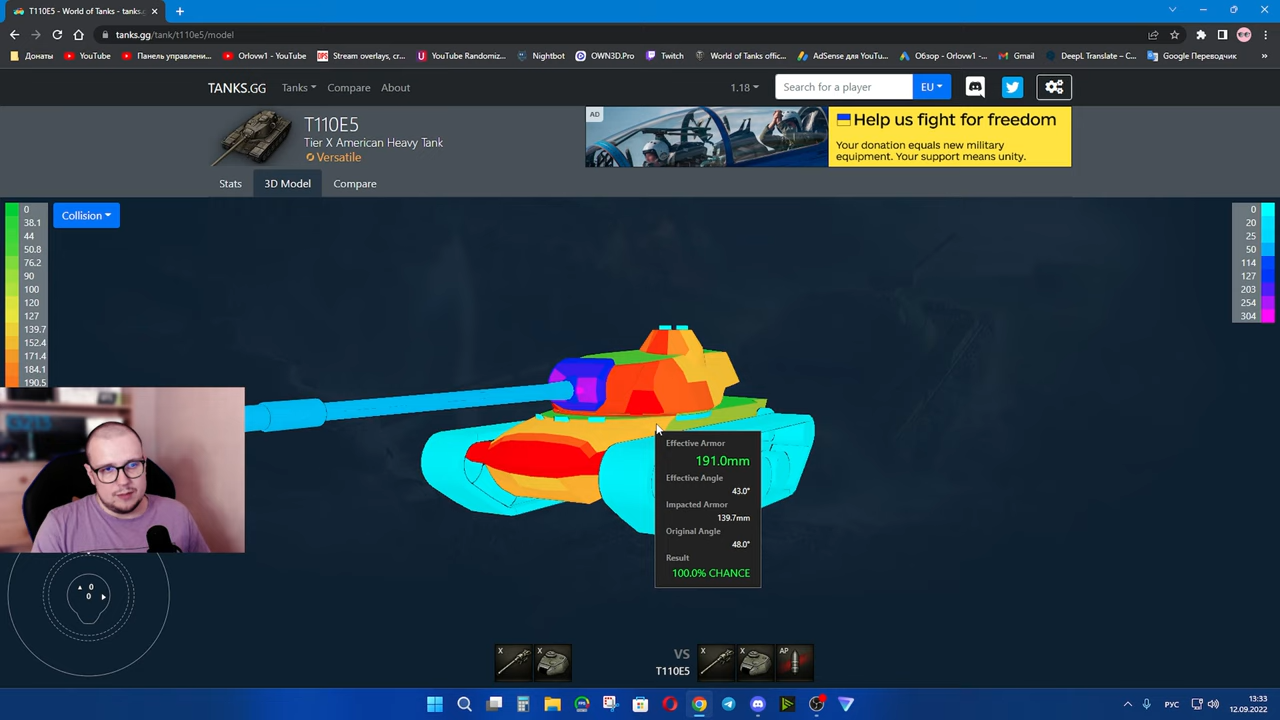 T110E5 - World of Tanks - tanks.g
tanks.gg/tank/t110e5/model
Донаты
YouTube
Панель управлени...
Orlovv1 - YouTube
Stream overlays, cr...
YouTube Randomiz...
Nightbot
OWN3D Pro
Twitch
World of Tanks offic...
AdSense для YouTu...
Обзор - Orlovv1 -...
Gmail
DeepL Translate – С...
Google Переводчик
TANKS.GG
Tanks
Compare
About
1.18
Search for a player
EU
T110E5
Tier X American Heavy Tank
Versatile
AD
Help us fight for freedom
Your donation equals new military
equipment. Your support means unity.
Stats
3D Model
Compare
Collision
0
38.1
44
50.8
76.2
90
100
120
127
139.7
152.4
171.4
184.1
190.5
0
20
25
50
114
127
203
254
304
Effective Armor
191.0mm
Effective Angle
43.0°
Impacted Armor
139.7mm
Original Angle
48.0°
Result
100.0% CHANCE
0
0
X
X
VS
T110E5
X
X
AP
РУС
13:33
12.09.2022